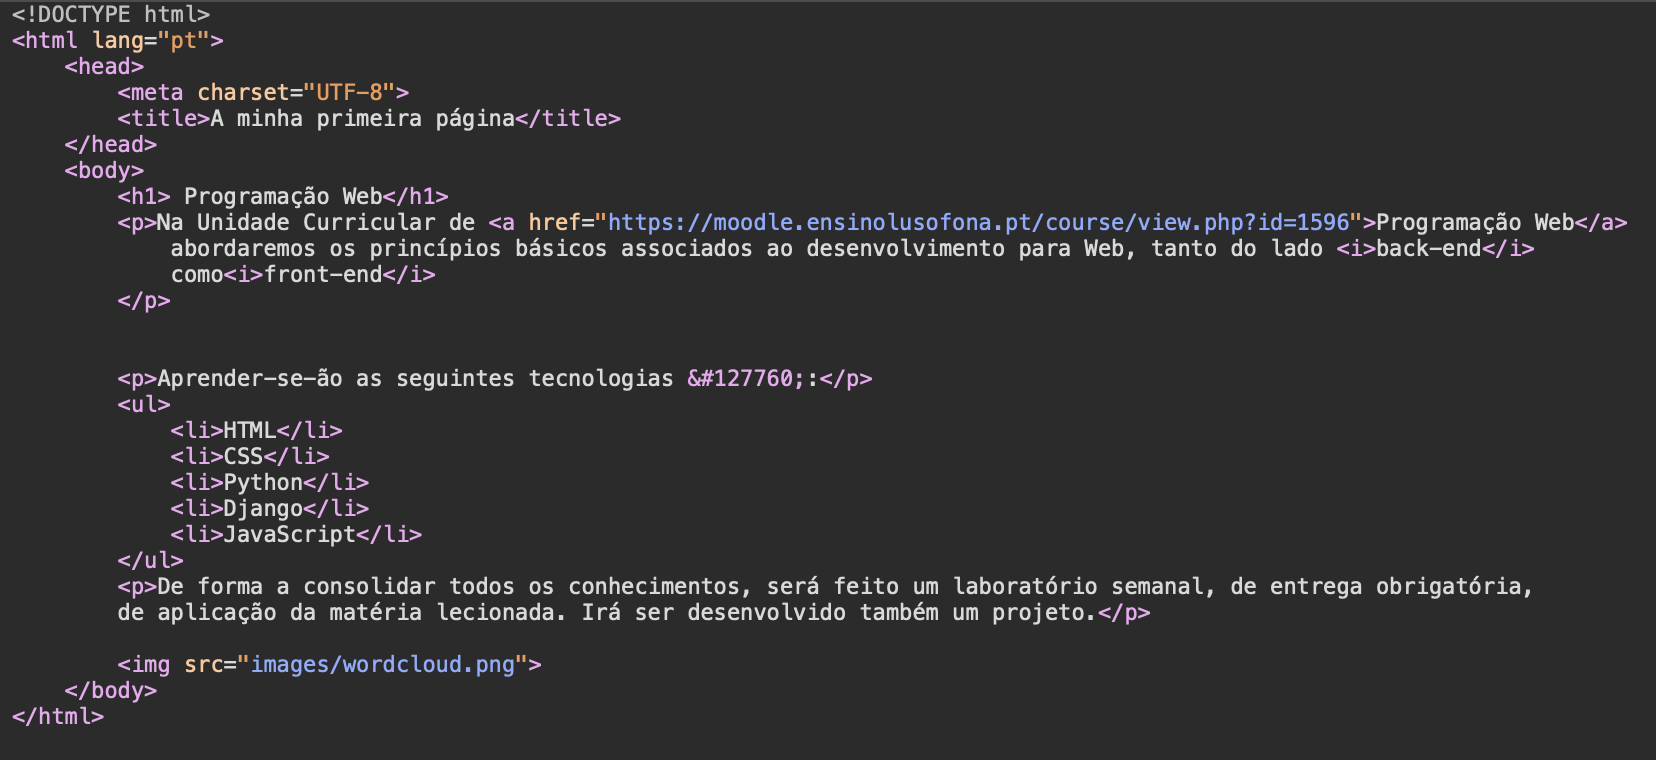 <!DOCTYPE html>
<html lang="pt">
    <head>
        <meta charset="UTF-8">
        <title>A minha primeira página</title>
    </head>
    <body>
        <h1> Programação Web</h1>
        <p>Na Unidade Curricular de <a href="https://moodle.ensinolusofona.pt/course/view.php?id=1596">Programação Web</a>
            abordaremos os princípios básicos associados ao desenvolvimento para Web, tanto do lado <i>back-end</i>
            como<i>front-end</i>
        </p>
        <p>Aprender-se-ão as seguintes tecnologias &#127760;:</p>
        <ul>
            <li>HTML</li>
            <li>CSS</li>
            <li>Python</li>
            <li>Django</li>
            <li>JavaScript</li>
        </ul>
        <p>De forma a consolidar todos os conhecimentos, será feito um laboratório semanal, de entrega obrigatória,
        de aplicação da matéria lecionada. Irá ser desenvolvido também um projeto.</p>
        <img src="images/wordcloud.png">
    </body>
</html>